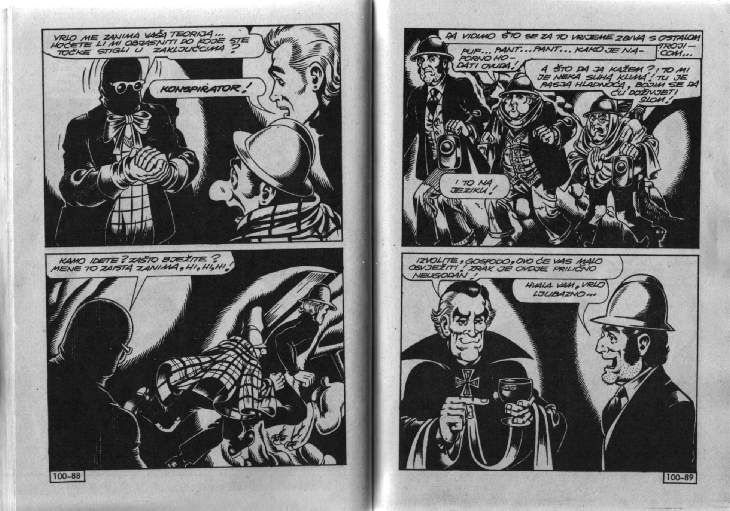 VRLO ME ZANIMA VAŠA TEORIJA...
HOĆETE LI MI OBJASNITI DO KOJE STE
TOČKE STIGLI U ZAKLJUČCIMA?
KONSPIRATOR!
KAMO IDETE? ZAŠTO BJEŽITE?
MENE TO ZAISTA ZANIMA, HI, HI, HI!
100-88
DA VIDIMO ŠTO SE ZA TO VRIJEME ZBIVA S OSTALOM
TROJI-
COM...
PUF... PANT... PANT... KAKO JE NA-
PORNO HO-
DATI OVUDA!
A ŠTO DA JA KAŽEM? TO MI
JE NEKA SUHA KLIMA! TU JE
PASJA HLADNOĆA, BOJIM SE DA
ĆU DOŽIVJETI
SLOM!
I TO NA
JEZIKU!
IZVOLITE, GOSPODO, OVO ĆE VAS MALO
OSVJEŽITI! ZRAK JE OVDJE PRILIČNO
NEUGODAN!
HVALA VAM, VRLO
LJUBAZNO...
100-89